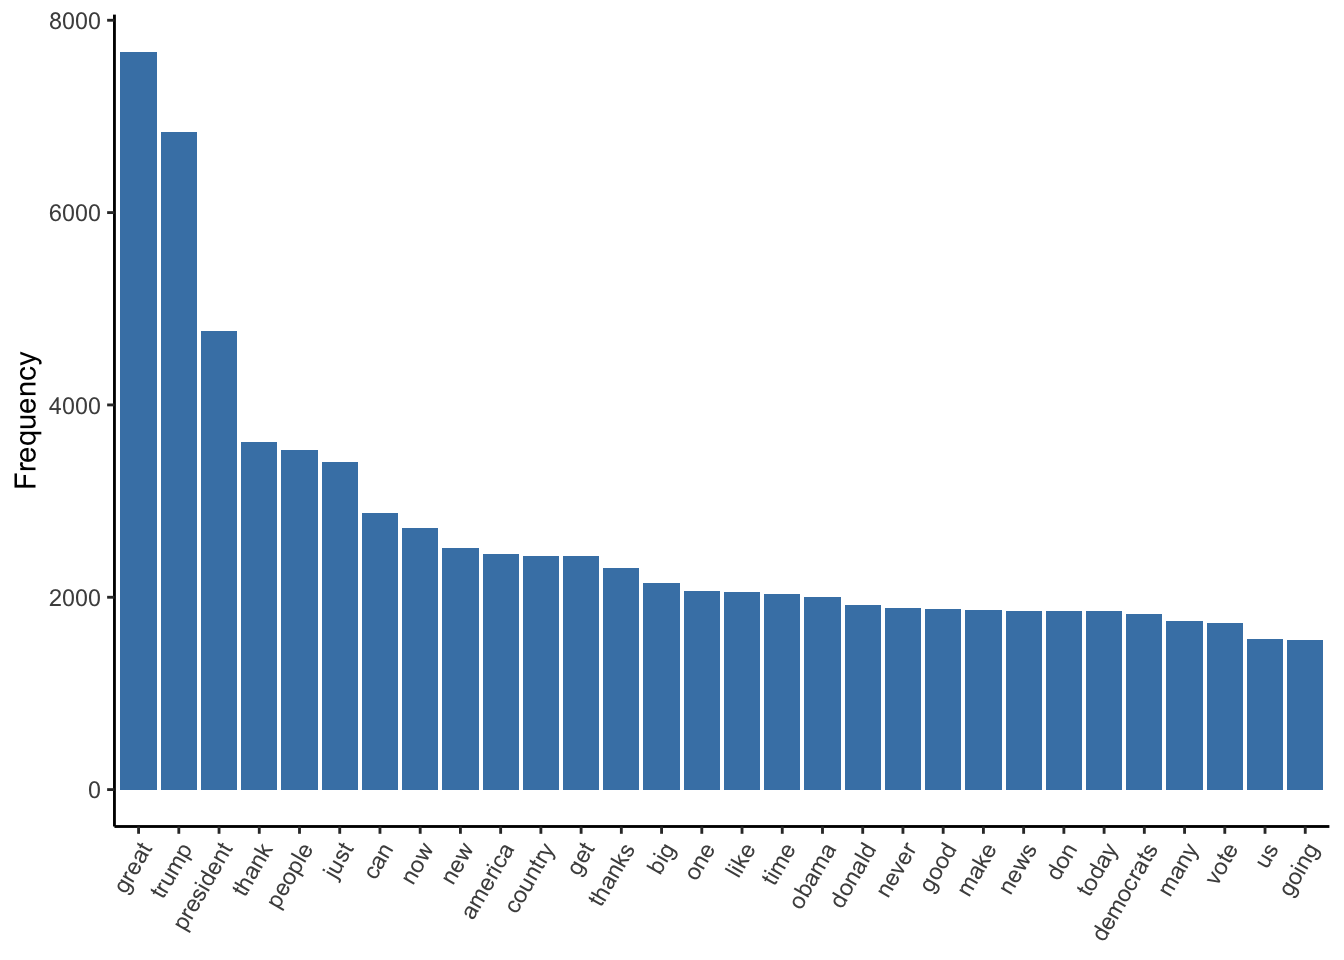 8000
6000
4000
2000
0
Frequency
great
trump
president
thank
people
just
can
now
new
america
country
get
thanks
big
one
like
time
obama
donald
never
good
make
news
don
today
democrats
many
vote
us
going